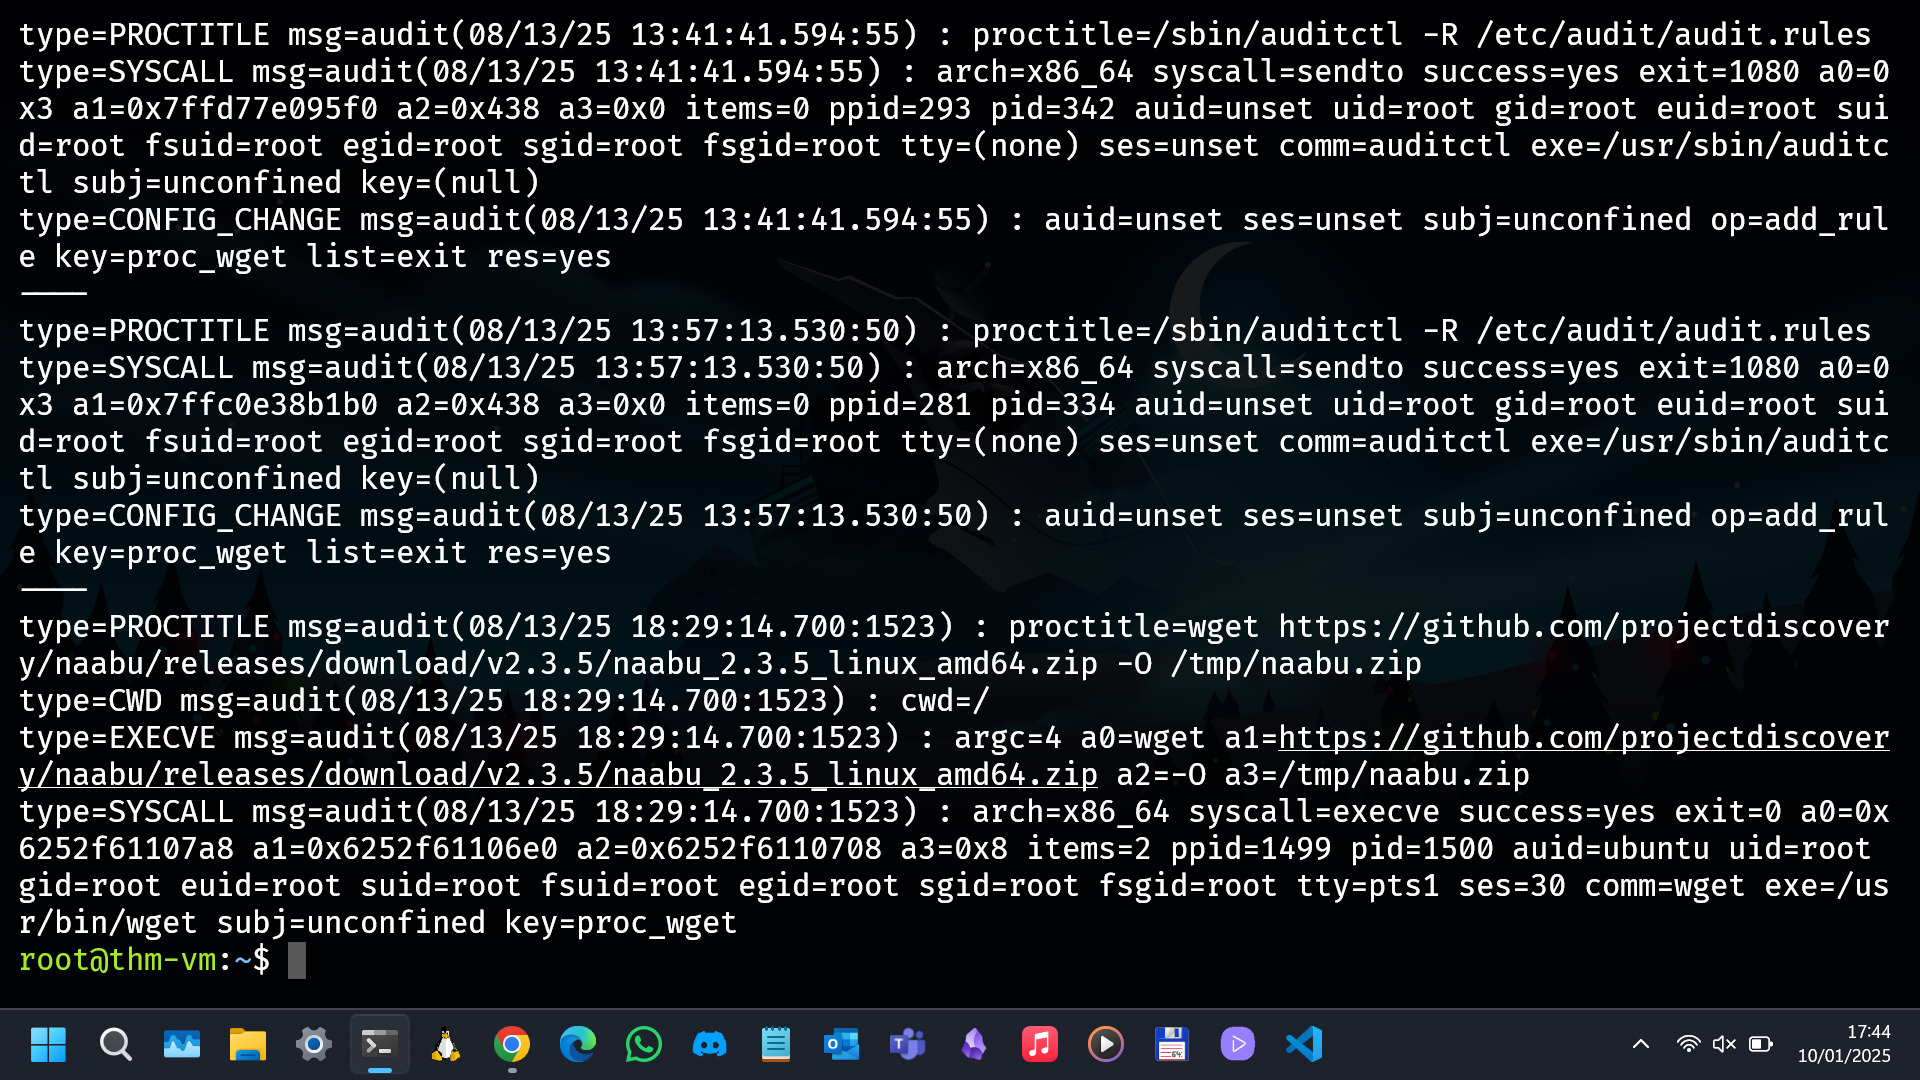 type=PROCTITLE msg=audit(08/13/25 13:41:41.594:55) : proctitle=/sbin/auditctl -R /etc/audit/audit.rules
type=SYSCALL msg=audit(08/13/25 13:41:41.594:55) : arch=x86_64 syscall=sendto success=yes exit=1080 a0=0
x3 a1=0x7ffd77e095f0 a2=0x438 a3=0x0 items=0 ppid=293 pid=342 auid=unset uid=root gid=root euid=root sui
d=root fsuid=root egid=root sgid=root fsgid=root tty=(none) ses=unset comm=auditctl exe=/usr/sbin/auditc
tl subj=unconfined key=(null)
type=CONFIG_CHANGE msg=audit(08/13/25 13:41:41.594:55) : auid=unset ses=unset subj=unconfined op=add_rul
e key=proc_wget list=exit res=yes
----
type=PROCTITLE msg=audit(08/13/25 13:57:13.530:50) : proctitle=/sbin/auditctl -R /etc/audit/audit.rules
type=SYSCALL msg=audit(08/13/25 13:57:13.530:50) : arch=x86_64 syscall=sendto success=yes exit=1080 a0=0
x3 a1=0x7ffc0e38b1b0 a2=0x438 a3=0x0 items=0 ppid=281 pid=334 auid=unset uid=root gid=root euid=root sui
d=root fsuid=root egid=root sgid=root fsgid=root tty=(none) ses=unset comm=auditctl exe=/usr/sbin/auditc
tl subj=unconfined key=(null)
type=CONFIG_CHANGE msg=audit(08/13/25 13:57:13.530:50) : auid=unset ses=unset subj=unconfined op=add_rul
e key=proc_wget list=exit res=yes
----
type=PROCTITLE msg=audit(08/13/25 18:29:14.700:1523) : proctitle=wget https://github.com/projectdiscover
y/naabu/releases/download/v2.3.5/naabu_2.3.5_linux_amd64.zip -O /tmp/naabu.zip
type=CWD msg=audit(08/13/25 18:29:14.700:1523) : cwd=/
type=EXECVE msg=audit(08/13/25 18:29:14.700:1523) : argc=4 a0=wget a1=https://github.com/projectdiscover
y/naabu/releases/download/v2.3.5/naabu_2.3.5_linux_amd64.zip a2=-O a3=/tmp/naabu.zip
type=SYSCALL msg=audit(08/13/25 18:29:14.700:1523) : arch=x86_64 syscall=execve success=yes exit=0 a0=0x
6252f61107a8 a1=0x6252f61106e0 a2=0x6252f6110708 a3=0x8 items=2 ppid=1499 pid=1500 auid=ubuntu uid=root
gid=root euid=root suid=root fsuid=root egid=root sgid=root fsgid=root tty=pts1 ses=30 comm=wget exe=/us
r/bin/wget subj=unconfined key=proc_wget
root@thm-vm:~$
17:44
10/01/2025